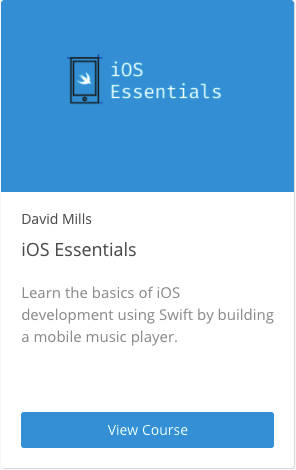 iOS
Essentials
David Mills
iOS Essentials
Learn the basics of iOS
development using Swift by building
a mobile music player.
View Course